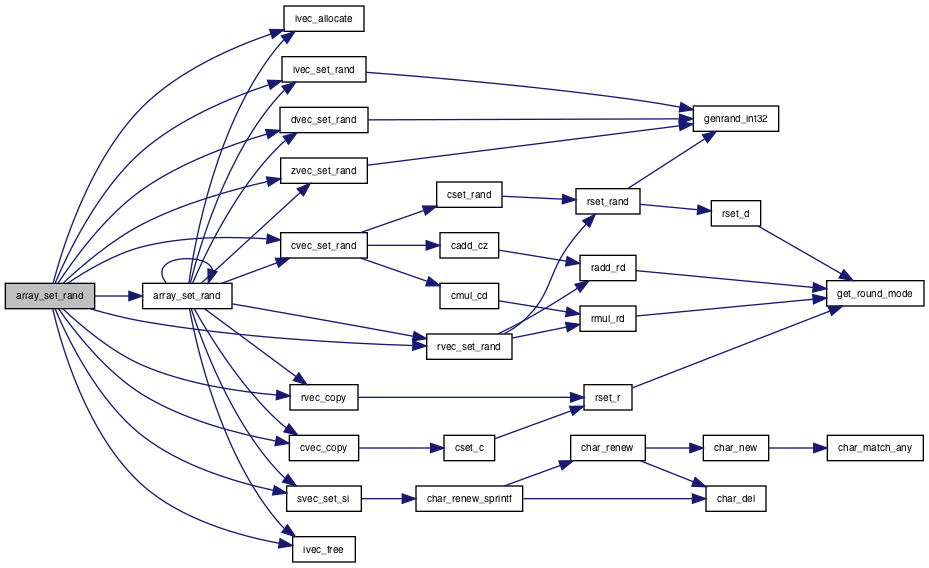 ivec_allocate
ivec_set_rand
dvec_set_rand
genrand_int32
zvec_set_rand
cset_rand
rset_rand
rset_d
cvec_set_rand
cadd_cz
radd_rd
array_set_rand
array_set_rand
cmul_cd
get_round_mode
rmul_rd
rvec_set_rand
rvec_copy
rset_r
cvec_copy
cset_c
char_renew
char_new
char_match_any
svec_set_si
char_renew_sprintf
char_del
ivec_free